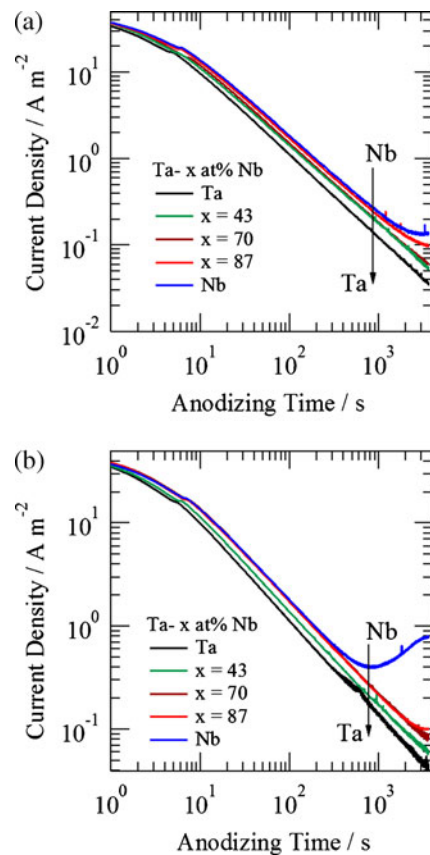 (a)
10^1
10^0
10^-1
10^-2
Current Density / A m^-2
Ta- x at% Nb
Ta
x = 43
x = 70
x = 87
Nb
Nb
Ta
10^0 10^1 10^2 10^3
Anodizing Time / s
(b)
10^1
10^0
10^-1
Current Density / A m^-2
Ta- x at% Nb
Ta
x = 43
x = 70
x = 87
Nb
Nb
Ta
10^0 10^1 10^2 10^3
Anodizing Time / s